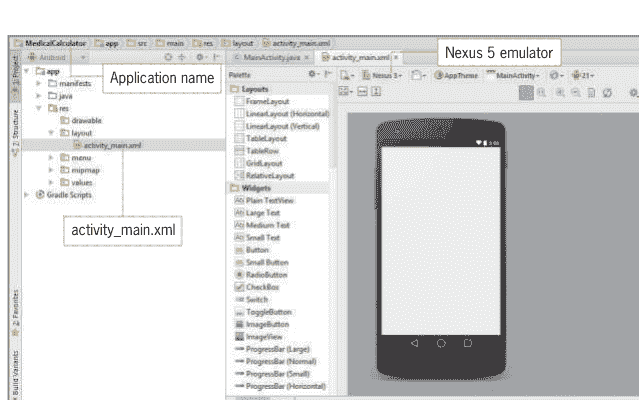 MedicalCalculator app src main res layout activity_main.xml
Android
MainActivity.java × activity_main.xml ×
Nexus 5 emulator
Application name
1: Project
2: Structure
2: Favorites
Build Variants
app
manifests
java
res
drawable
layout
activity_main.xml
menu
mipmap
values
Gradle Scripts
activity_main.xml
Palette
Nexus 5 AppTheme MainActivity 21
Layouts
FrameLayout
LinearLayout (Horizontal)
LinearLayout (Vertical)
TableLayout
TableRow
GridLayout
RelativeLayout
Widgets
Plain TextView
Large Text
Medium Text
Small Text
Button
Small Button
RadioButton
CheckBox
Switch
ToggleButton
ImageButton
ImageView
ProgressBar (Large)
ProgressBar (Normal)
ProgressBar (Small)
ProgressBar (Horizontal)